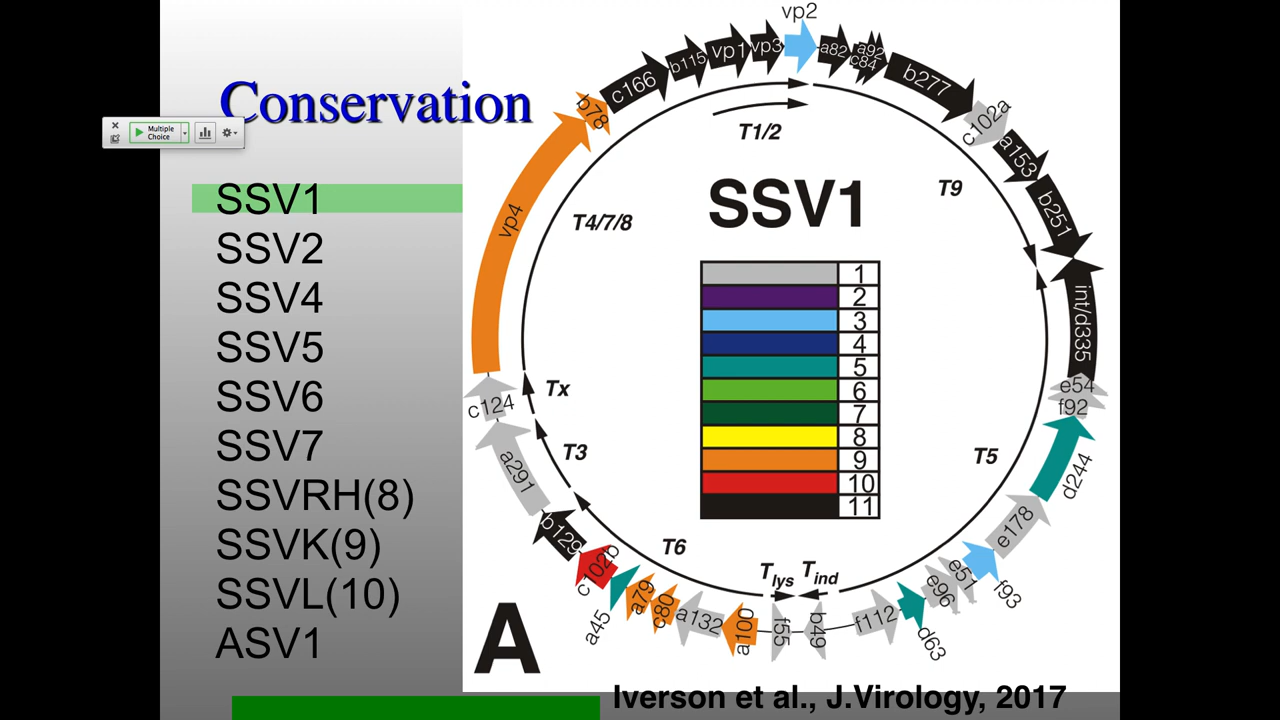 Conservation
Multiple
Choice
SSV1
SSV2
SSV4
SSV5
SSV6
SSV7
SSVRH(8)
SSVK(9)
SSVL(10)
ASV1
vp2
a82
a92
c84
b277
c102a
a153
b251
int/d335
e54
f92
d244
e178
f93
e51
e96
d63
f112
b49
f55
a100
a132
c80
a79
a45
c102b
b129
a291
c124
vp4
b78
c166
b115
vp1
vp3
T1/2
T9
T4/7/8
SSV1
Tx
T3
T5
T6
Tlys
Tind
1
2
3
4
5
6
7
8
9
10
11
A
Iverson et al., J.Virology, 2017